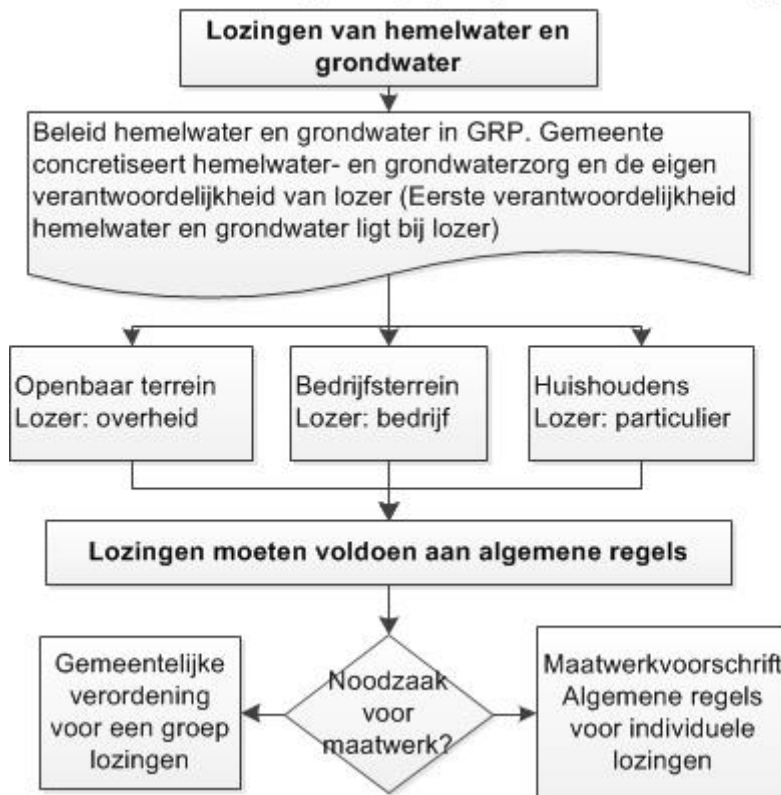 Lozingen van hemelwater en
grondwater
Beleid hemelwater en grondwater in GRP. Gemeente
concretiseert hemelwater- en grondwaterzorg en de eigen
verantwoordelijkheid van lozer (Eerste verantwoordelijkheid
hemelwater en grondwater ligt bij lozer)
Openbaar terrein
Lozer: overheid
Bedrijfsterrein
Lozer: bedrijf
Huishoudens
Lozer: particulier
Lozingen moeten voldoen aan algemene regels
Gemeentelijke
verordening
voor een groep
lozingen
Noodzaak
voor
maatwerk?
Maatwerkvoorschrift
Algemene regels
voor individuele
lozingen